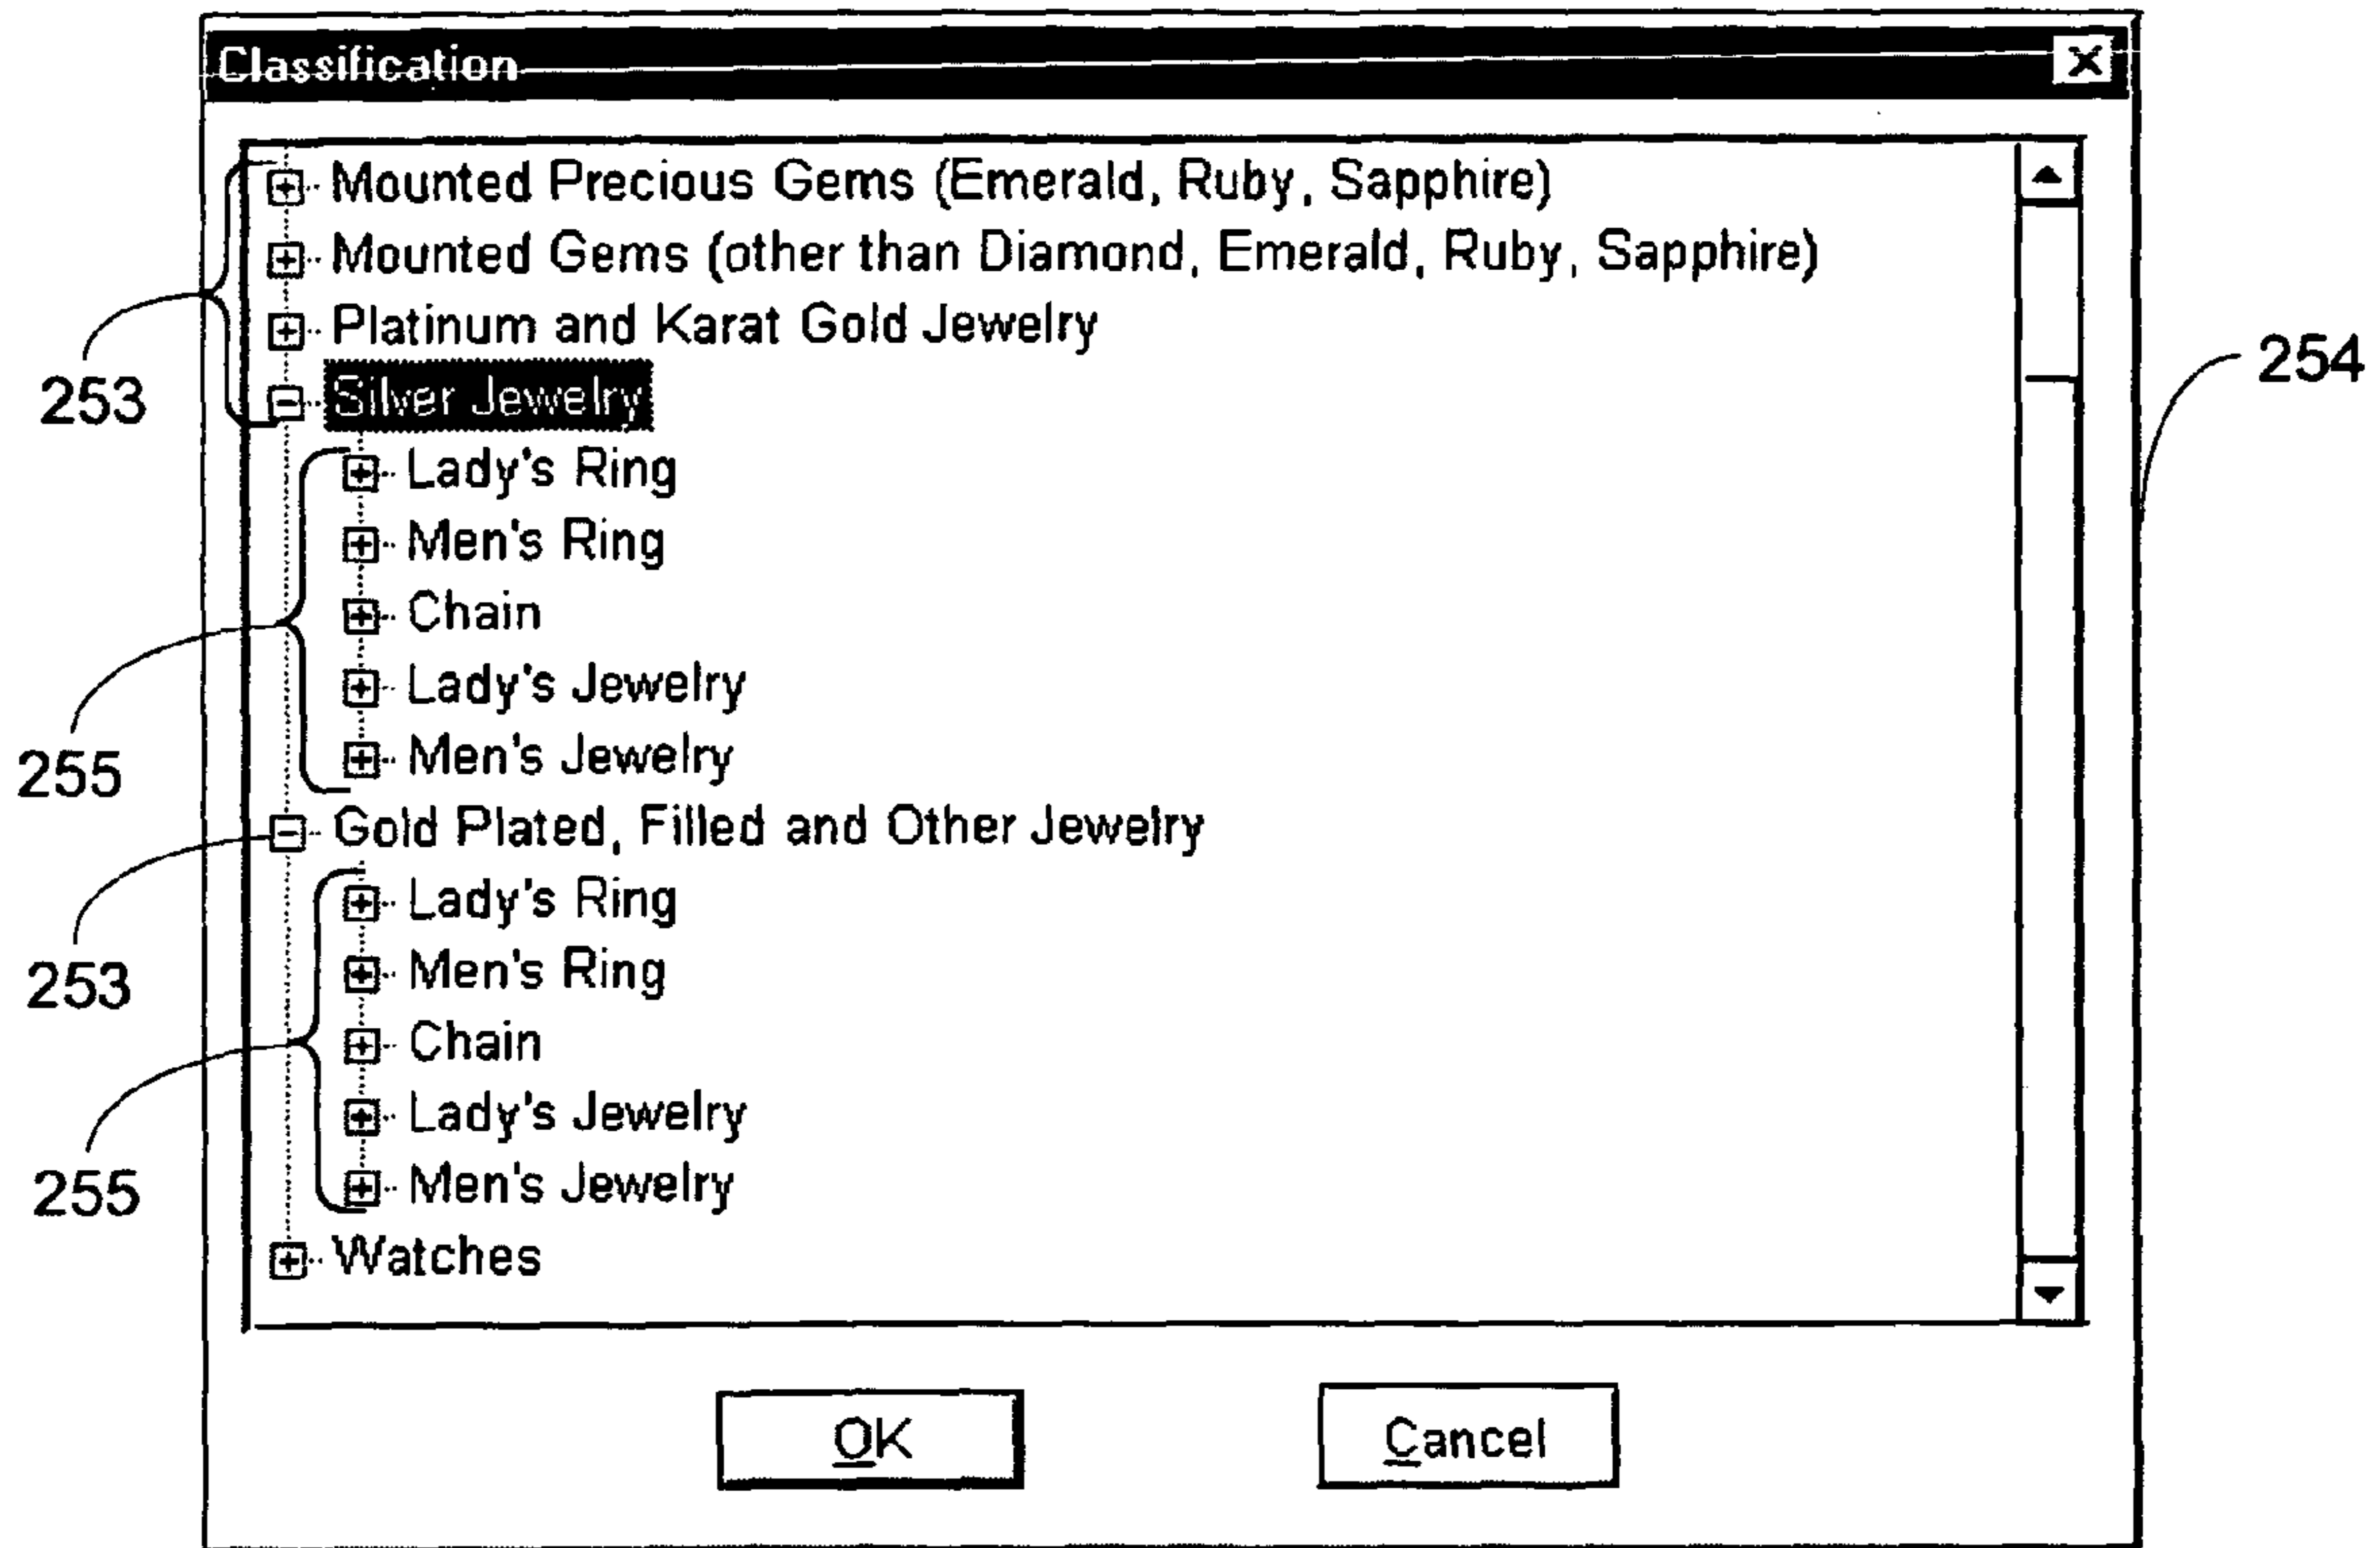 Classification
Mounted Precious Gems (Emerald, Ruby, Sapphire)
Mounted Gems (other than Diamond, Emerald, Ruby, Sapphire)
Platinum and Karat Gold Jewelry
254
253
Silver Jewelry
Lady's Ring
Men's Ring
Chain
Lady's Jewelry
255
Men's Jewelry
Gold Plated, Filled and Other Jewelry
Lady's Ring
253
Men's Ring
Chain
Lady's Jewelry
255
Men's Jewelry
Watches
OK
Cancel